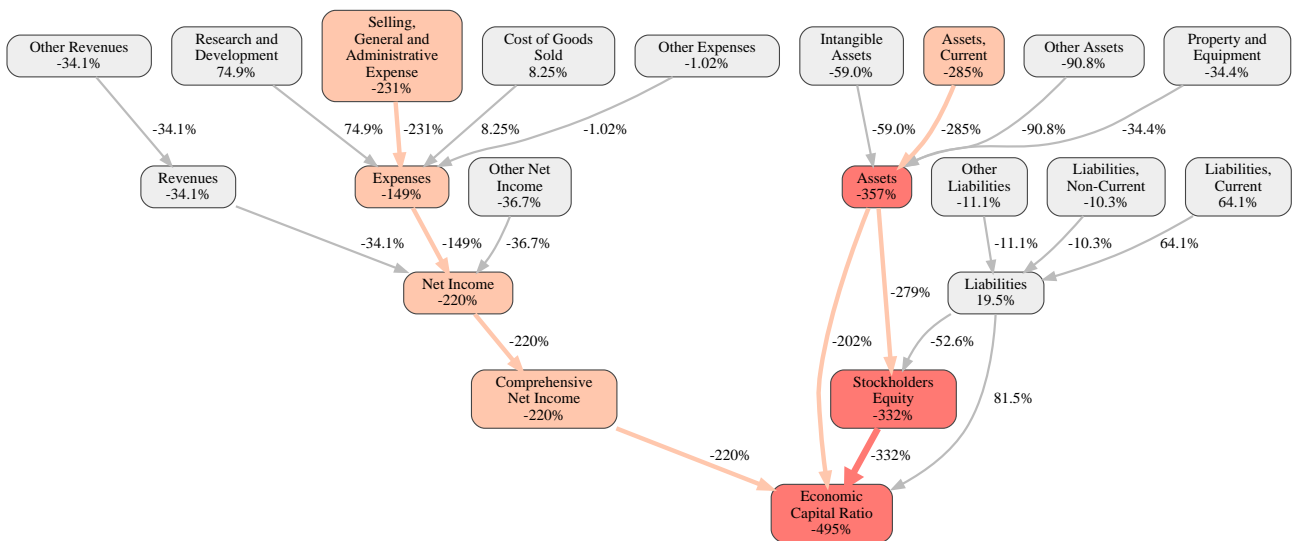 Other Revenues
-34.1%
Research and
Development
74.9%
Selling,
General and
Administrative
Expense
-231%
Cost of Goods
Sold
8.25%
Other Expenses
-1.02%
Intangible
Assets
-59.0%
Assets,
Current
-285%
Other Assets
-90.8%
Property and
Equipment
-34.4%
-34.1%
74.9%
-231%
8.25%
-1.02%
-59.0%
-285%
-90.8%
-34.4%
Revenues
-34.1%
Expenses
-149%
Other Net
Income
-36.7%
Assets
-357%
Other
Liabilities
-11.1%
Liabilities,
Non-Current
-10.3%
Liabilities,
Current
64.1%
-34.1%
-149%
-36.7%
-11.1%
-10.3%
64.1%
Net Income
-220%
-279%
Liabilities
19.5%
-220%
-202%
-52.6%
Comprehensive
Net Income
-220%
Stockholders
Equity
-332%
81.5%
-220%
-332%
Economic
Capital Ratio
-495%